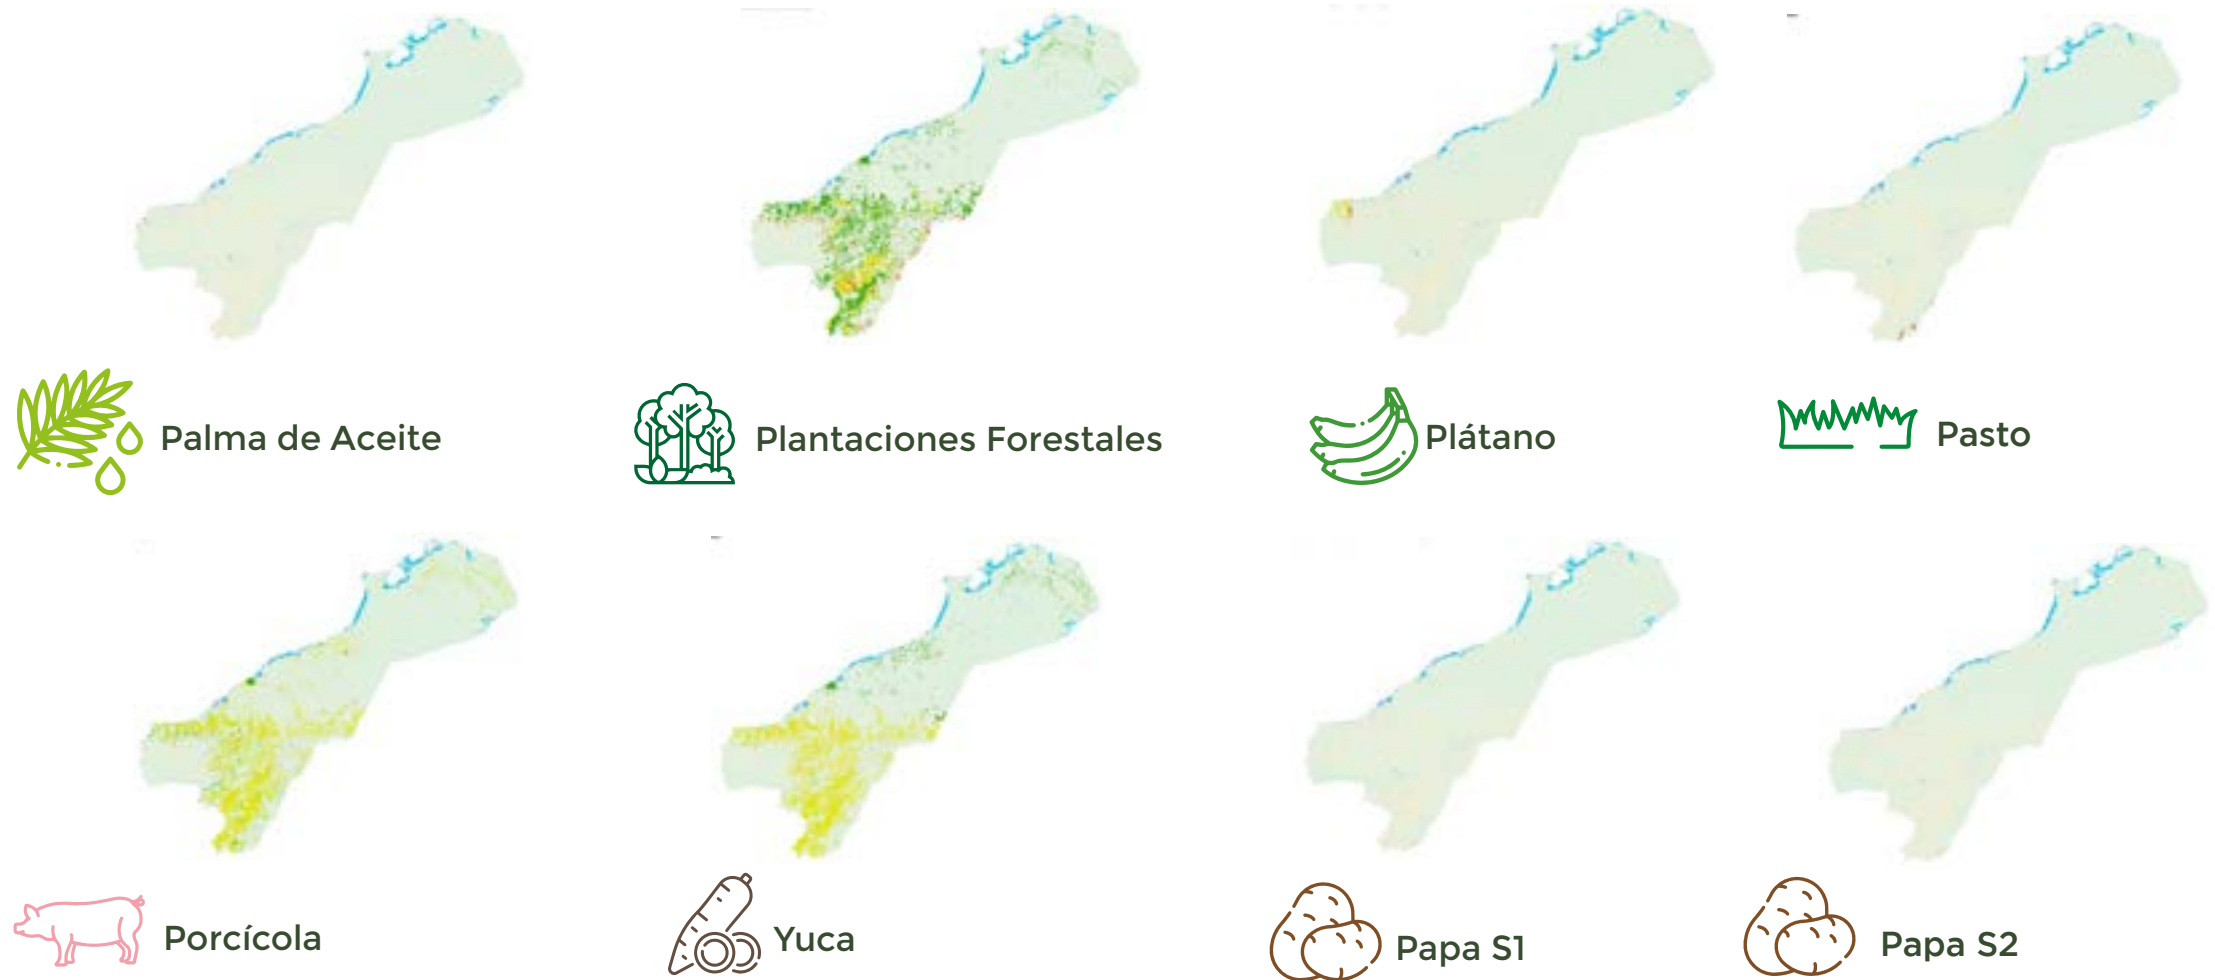 Palma de Aceite
Plantaciones Forestales
Plátano
Pasto
Porcícola
Yuca
Papa S1
Papa S2